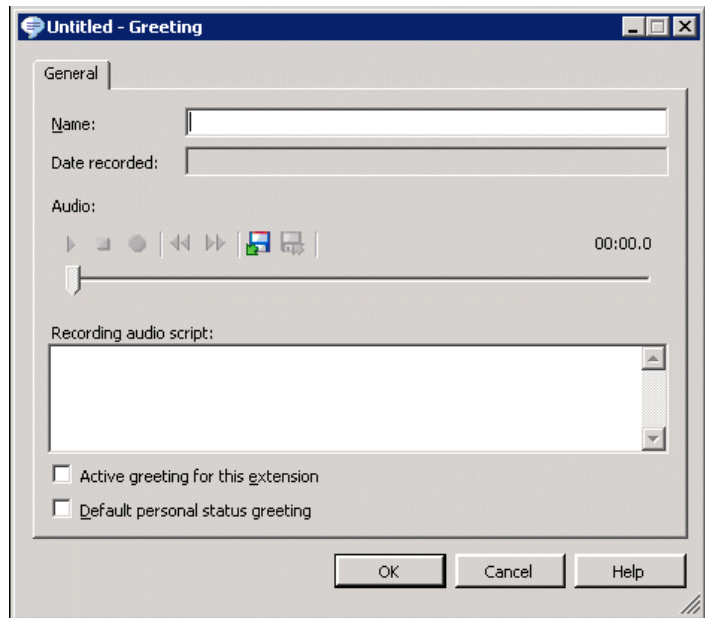 Untitled - Greeting
General
Name:
Date recorded:
Audio:
00:00.0
Recording audio script:
Active greeting for this extension
Default personal status greeting
OK Cancel Help